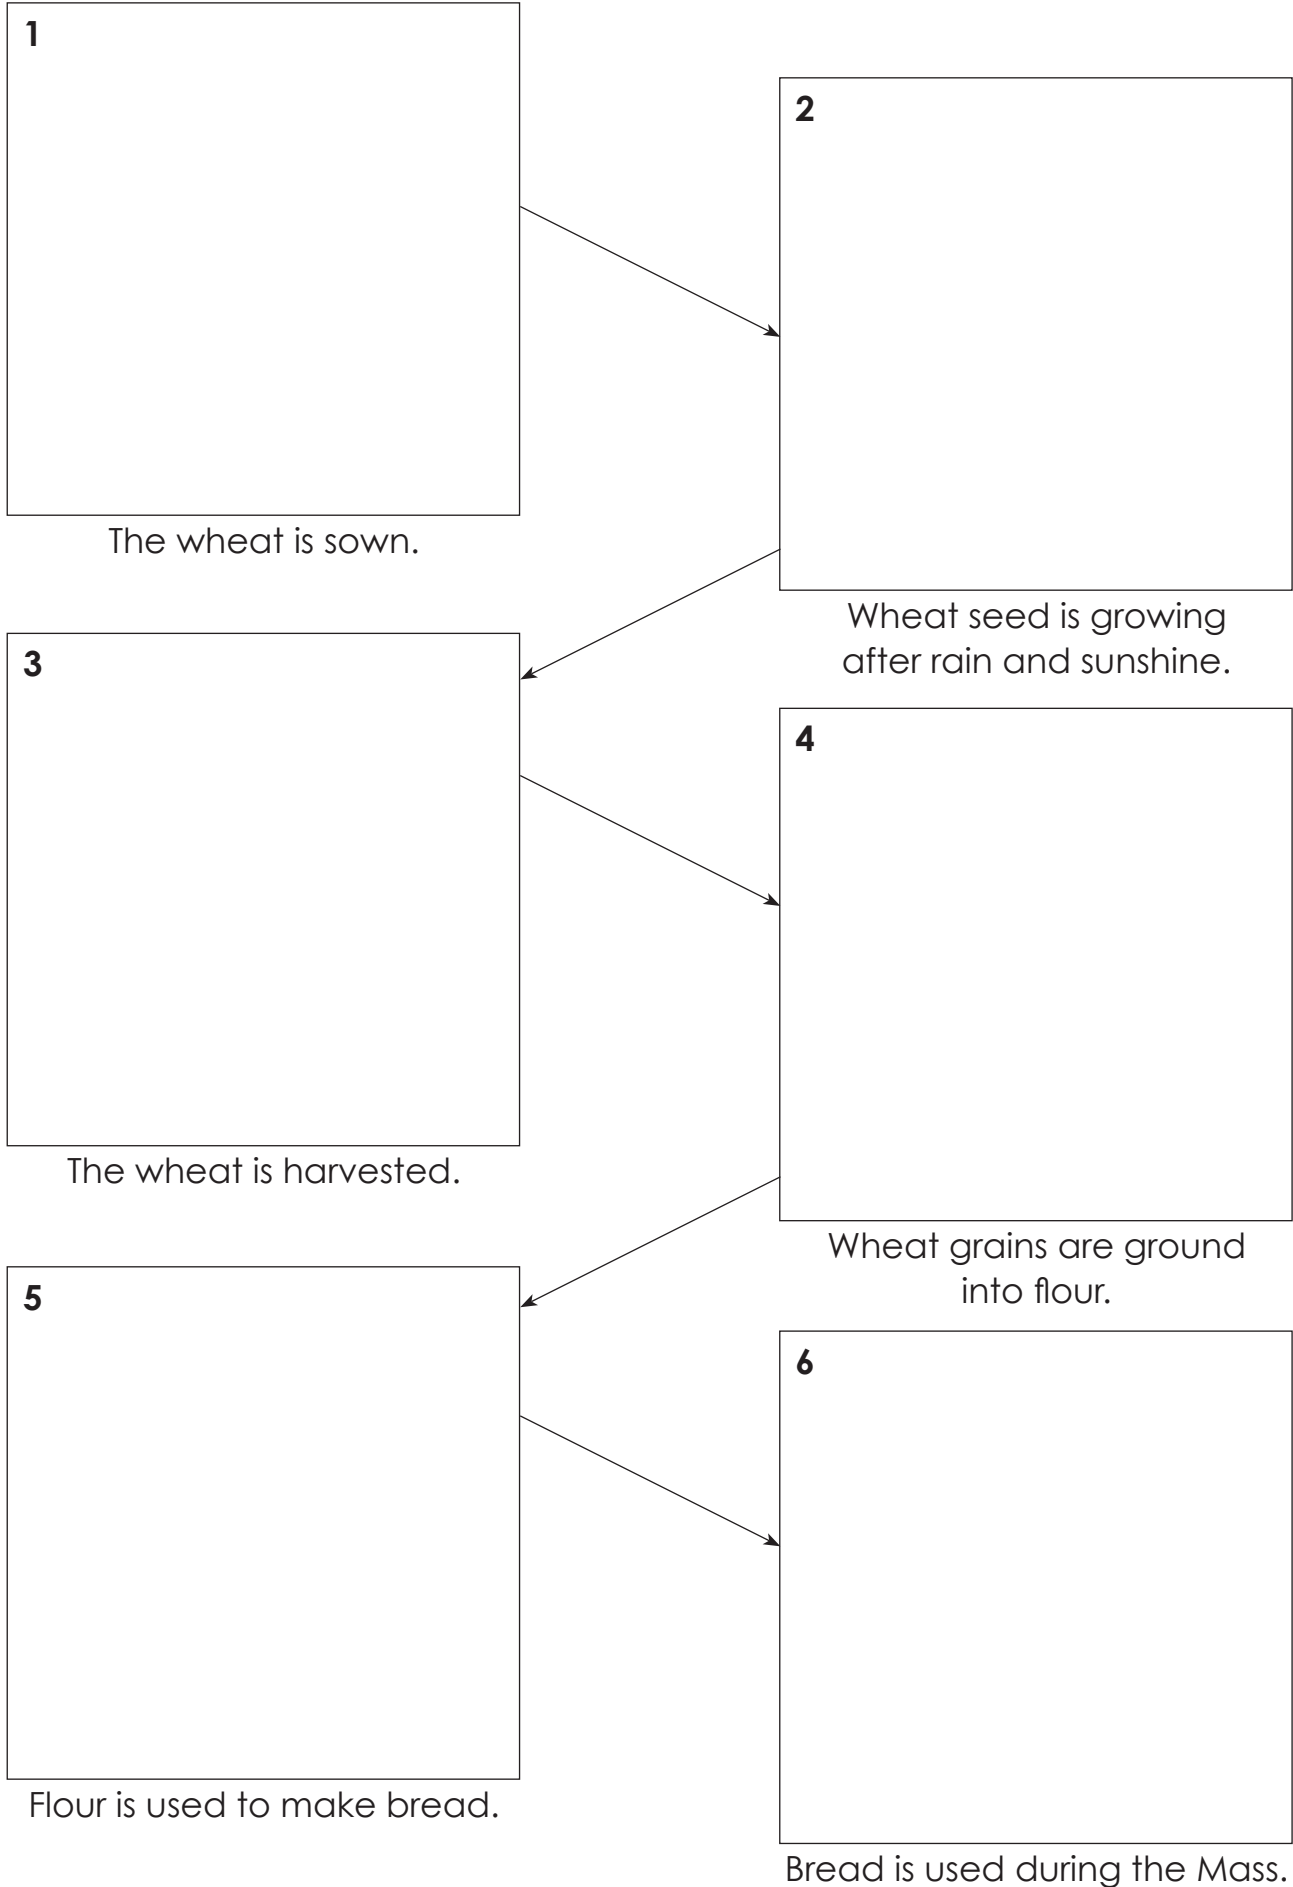 1
The wheat is sown.
2
Wheat seed is growing
after rain and sunshine.
3
The wheat is harvested.
4
Wheat grains are ground
into flour.
5
Flour is used to make bread.
6
Bread is used during the Mass.